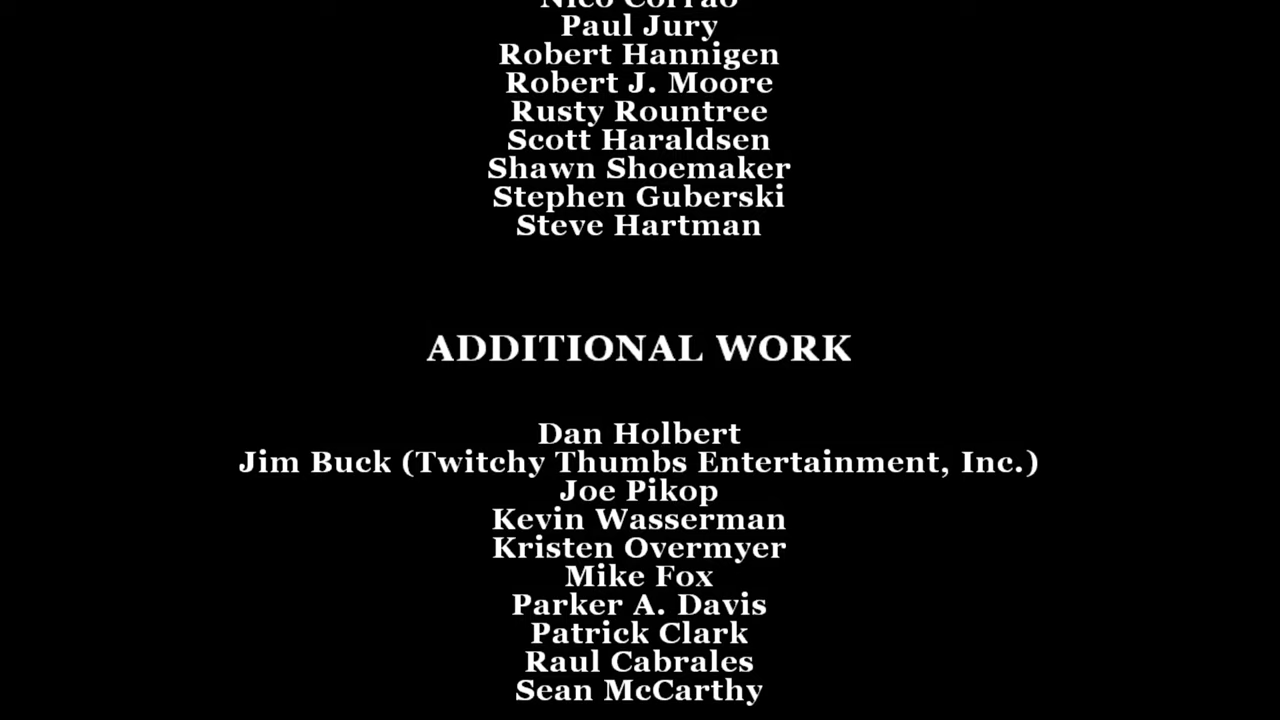 Nico Corrao
Paul Jury
Robert Hannigen
Robert J. Moore
Rusty Rountree
Scott Haraldsen
Shawn Shoemaker
Stephen Guberski
Steve Hartman
ADDITIONAL WORK
Dan Holbert
Jim Buck (Twitchy Thumbs Entertainment, Inc.)
Joe Pikop
Kevin Wasserman
Kristen Overmyer
Mike Fox
Parker A. Davis
Patrick Clark
Raul Cabrales
Sean McCarthy